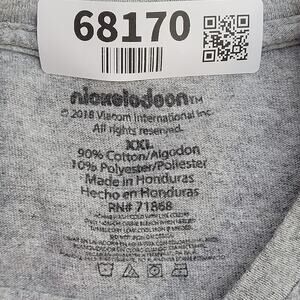 68170
nickelodeon™
©2018 Viacom International Inc.
All rights reserved.
XXL
90% Cotton/Algodon
10% Polyester/Poliester
Made in Honduras
Hecho en Honduras
RN# 71868